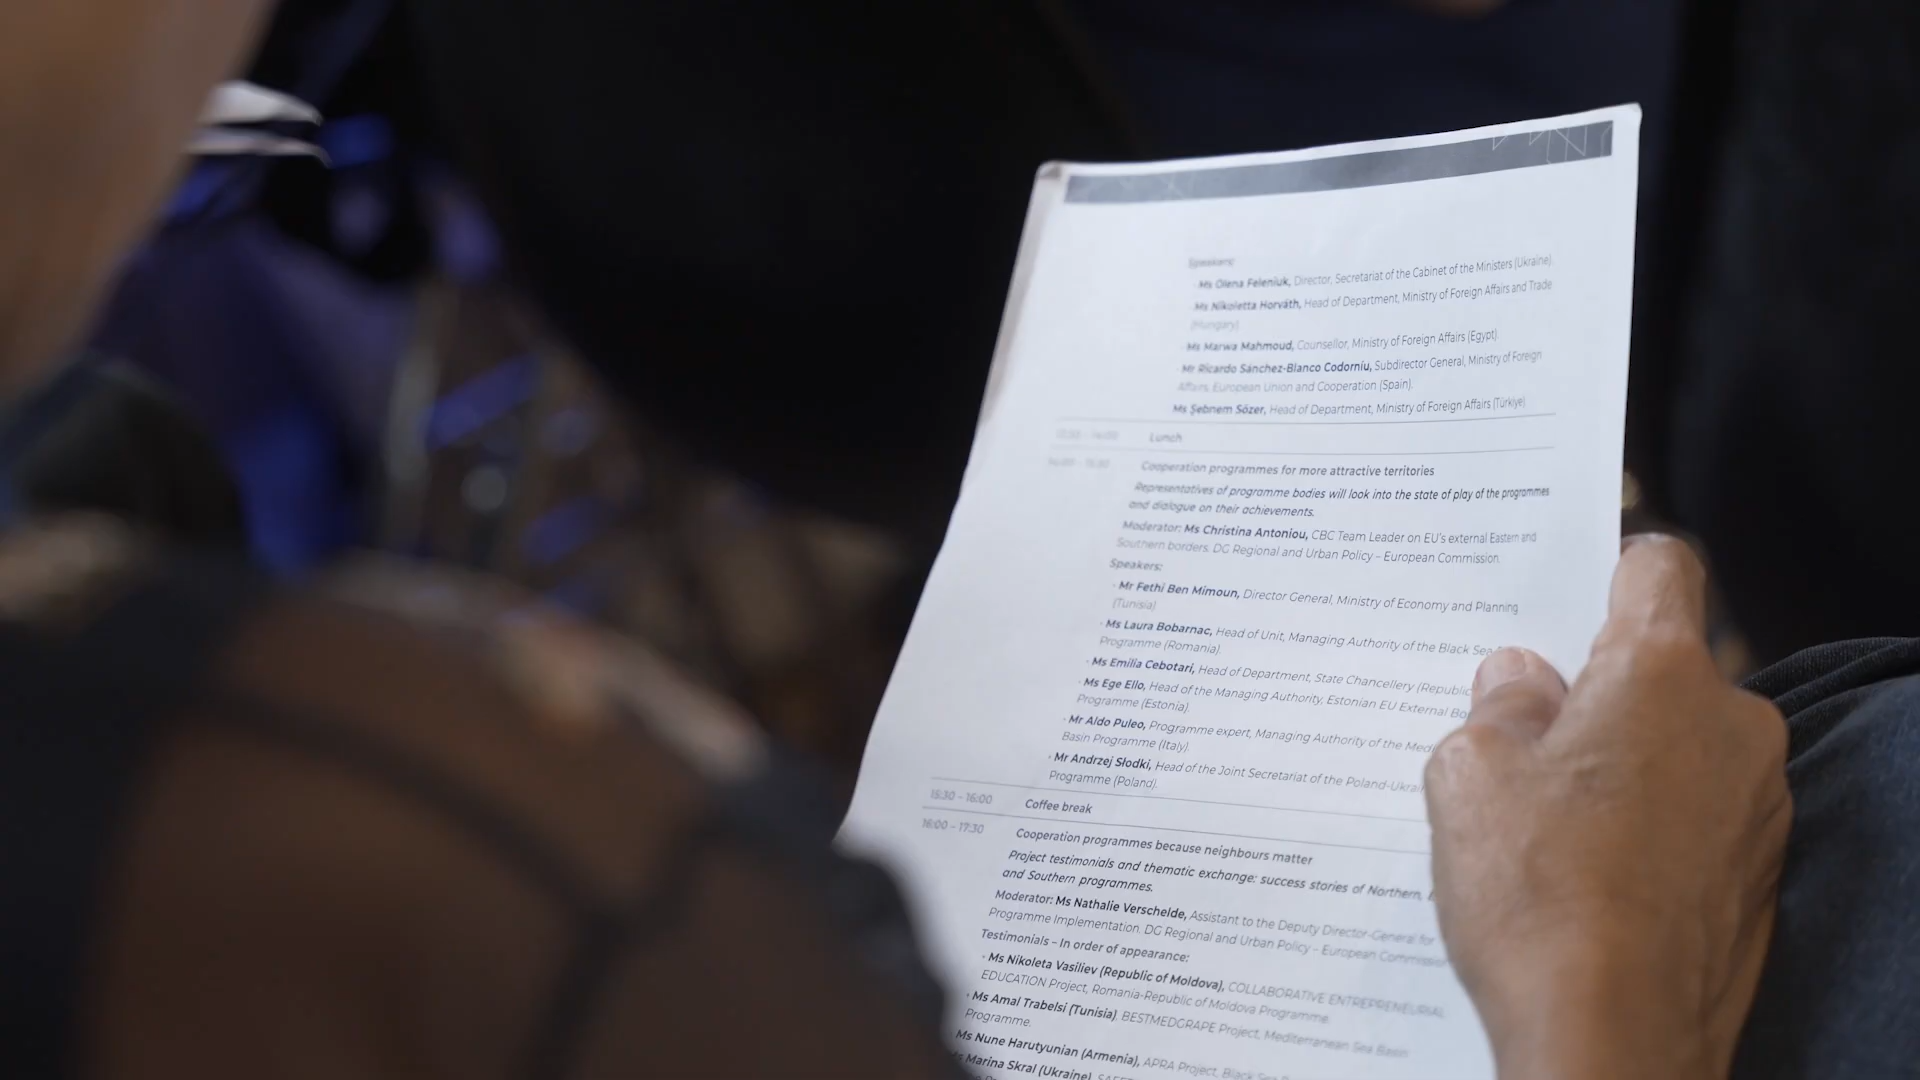 Speakers:
· Ms Olena Feleniuk, Director, Secretariat of the Cabinet of the Ministers (Ukraine)
· Ms Nikoletta Horváth, Head of Department, Ministry of Foreign Affairs and Trade
(Hungary)
· Ms Marwa Mahmoud, Counsellor, Ministry of Foreign Affairs (Egypt)
· Mr Ricardo Sánchez-Blanco Codorníu, Subdirector General, Ministry of Foreign
Affairs, European Union and Cooperation (Spain).
Ms Şebnem Sözer, Head of Department, Ministry of Foreign Affairs (Türkiye)
Lunch
Cooperation programmes for more attractive territories
Representatives of programme bodies will look into the state of play of the programmes
and dialogue on their achievements.
Moderator: Ms Christina Antoniou, CBC Team Leader on EU's external Eastern and
Southern borders. DG Regional and Urban Policy – European Commission.
Speakers:
· Mr Fethi Ben Mimoun, Director General, Ministry of Economy and Planning
(Tunisia)
· Ms Laura Bobarnac, Head of Unit, Managing Authority of the Black Sea
Programme (Romania).
· Ms Emilia Cebotari, Head of Department, State Chancellery (Republic
· Ms Ege Ello, Head of the Managing Authority, Estonian EU External
Programme (Estonia).
· Mr Aldo Puleo, Programme expert, Managing Authority of the
Basin Programme (Italy).
· Mr Andrzej Słodki, Head of the Joint Secretariat of the
Programme (Poland).
15:30 – 16:00 Coffee break
16:00 – 17:30 Cooperation programmes because neighbours matter
Project testimonials and thematic exchange: success stories of Northern,
and Southern programmes.
Moderator: Ms Nathalie Verschelde, Assistant to the Deputy Director-General for
Programme Implementation. DG Regional and Urban Policy – European Commission
Testimonials – In order of appearance:
· Ms Nikoleta Vasiliev (Republic of Moldova), COLLABORATIVE ENTREPRENEURIAL
EDUCATION Project, Romania-Republic of Moldova Programme.
· Ms Amal Trabelsi (Tunisia). BESTMEDGRAPE Project, Mediterranean Sea Basin
Programme.
Ms Nune Harutyunian (Armenia), APRA Project, Black Sea
Ms Marina Skral (Ukraine),